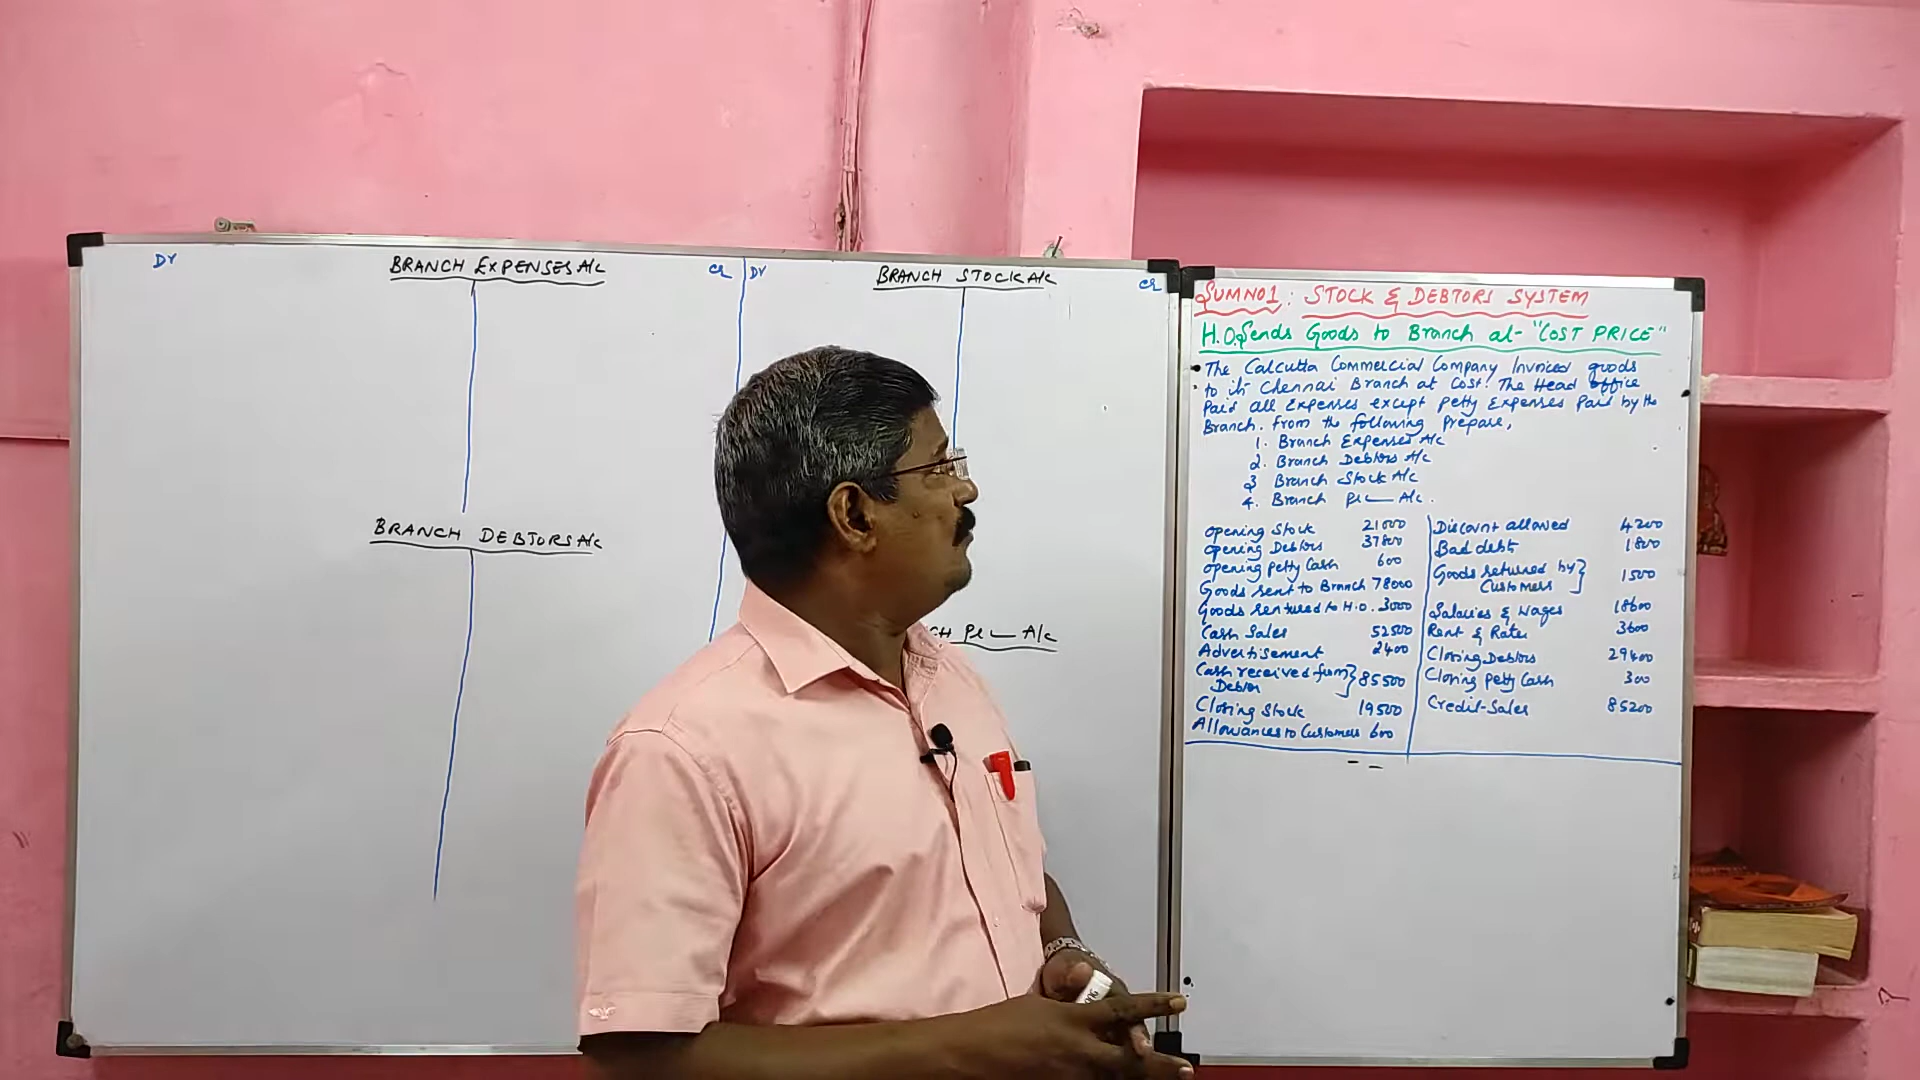 Dr BRANCH EXPENSES A/c Cr
Dr BRANCH STOCK A/c Cr
BRANCH DEBTORS A/c
CH P&L A/c
SUM NO 1: STOCK & DEBTORS SYSTEM
H.O. Sends Goods to Branch at "COST PRICE"
The Calcutta Commercial Company Invoiced goods
to its Chennai Branch at Cost. The Head office
Paid all Expenses except petty Expenses paid by the
Branch. From the following prepare,
1. Branch Expenses A/c
2. Branch Debtors A/c
3 Branch Stock A/c
4. Branch P&L A/c.
Opening Stock 21000
Opening Debtors 37800
Opening Petty Cash 600
Goods sent to Branch 78000
Goods rentured to H.O. 3000
Cash Sales 52500
Advertisement 2400
Cash received from } 85500
Debtor
Closing Stock 19500
Allowances to Customers 600
Discount allowed 4200
Bad debts 1800
Goods returned by } 1500
Customers
Salaries & Wages 18600
Rent & Rates 3600
Closing Debtors 29400
Closing Petty Cash 300
Credit-Sales 85200